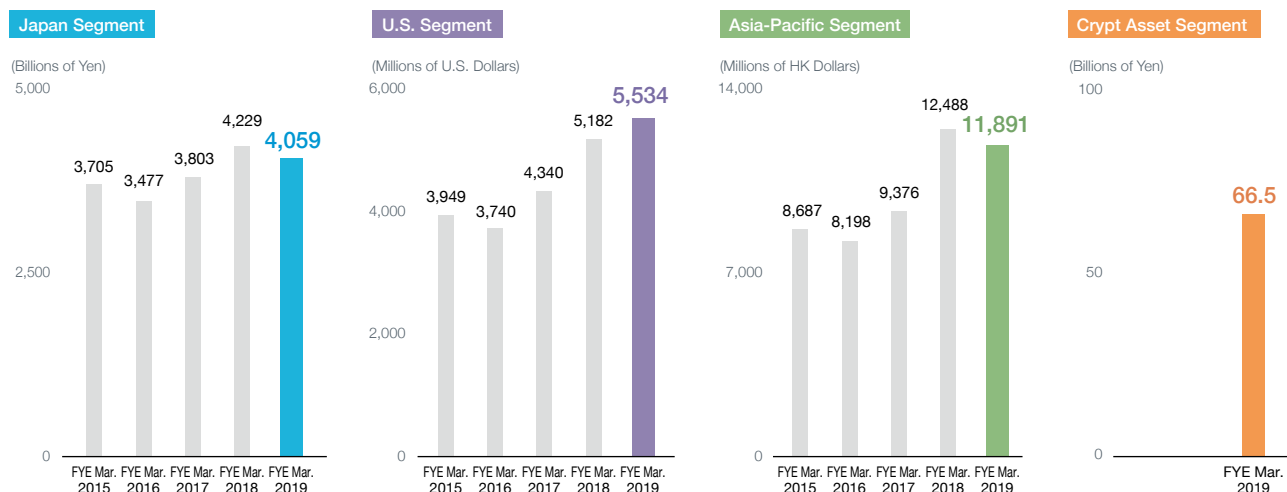 Japan Segment
(Billions of Yen)
5,000
2,500
0
3,705
3,477
3,803
4,229
4,059
FYE Mar. 2015
FYE Mar. 2016
FYE Mar. 2017
FYE Mar. 2018
FYE Mar. 2019
U.S. Segment
(Millions of U.S. Dollars)
6,000
4,000
2,000
0
3,949
3,740
4,340
5,182
5,534
FYE Mar. 2015
FYE Mar. 2016
FYE Mar. 2017
FYE Mar. 2018
FYE Mar. 2019
Asia-Pacific Segment
(Millions of HK Dollars)
14,000
7,000
0
8,687
8,198
9,376
12,488
11,891
FYE Mar. 2015
FYE Mar. 2016
FYE Mar. 2017
FYE Mar. 2018
FYE Mar. 2019
Crypt Asset Segment
(Billions of Yen)
100
50
0
66.5
FYE Mar.
2019